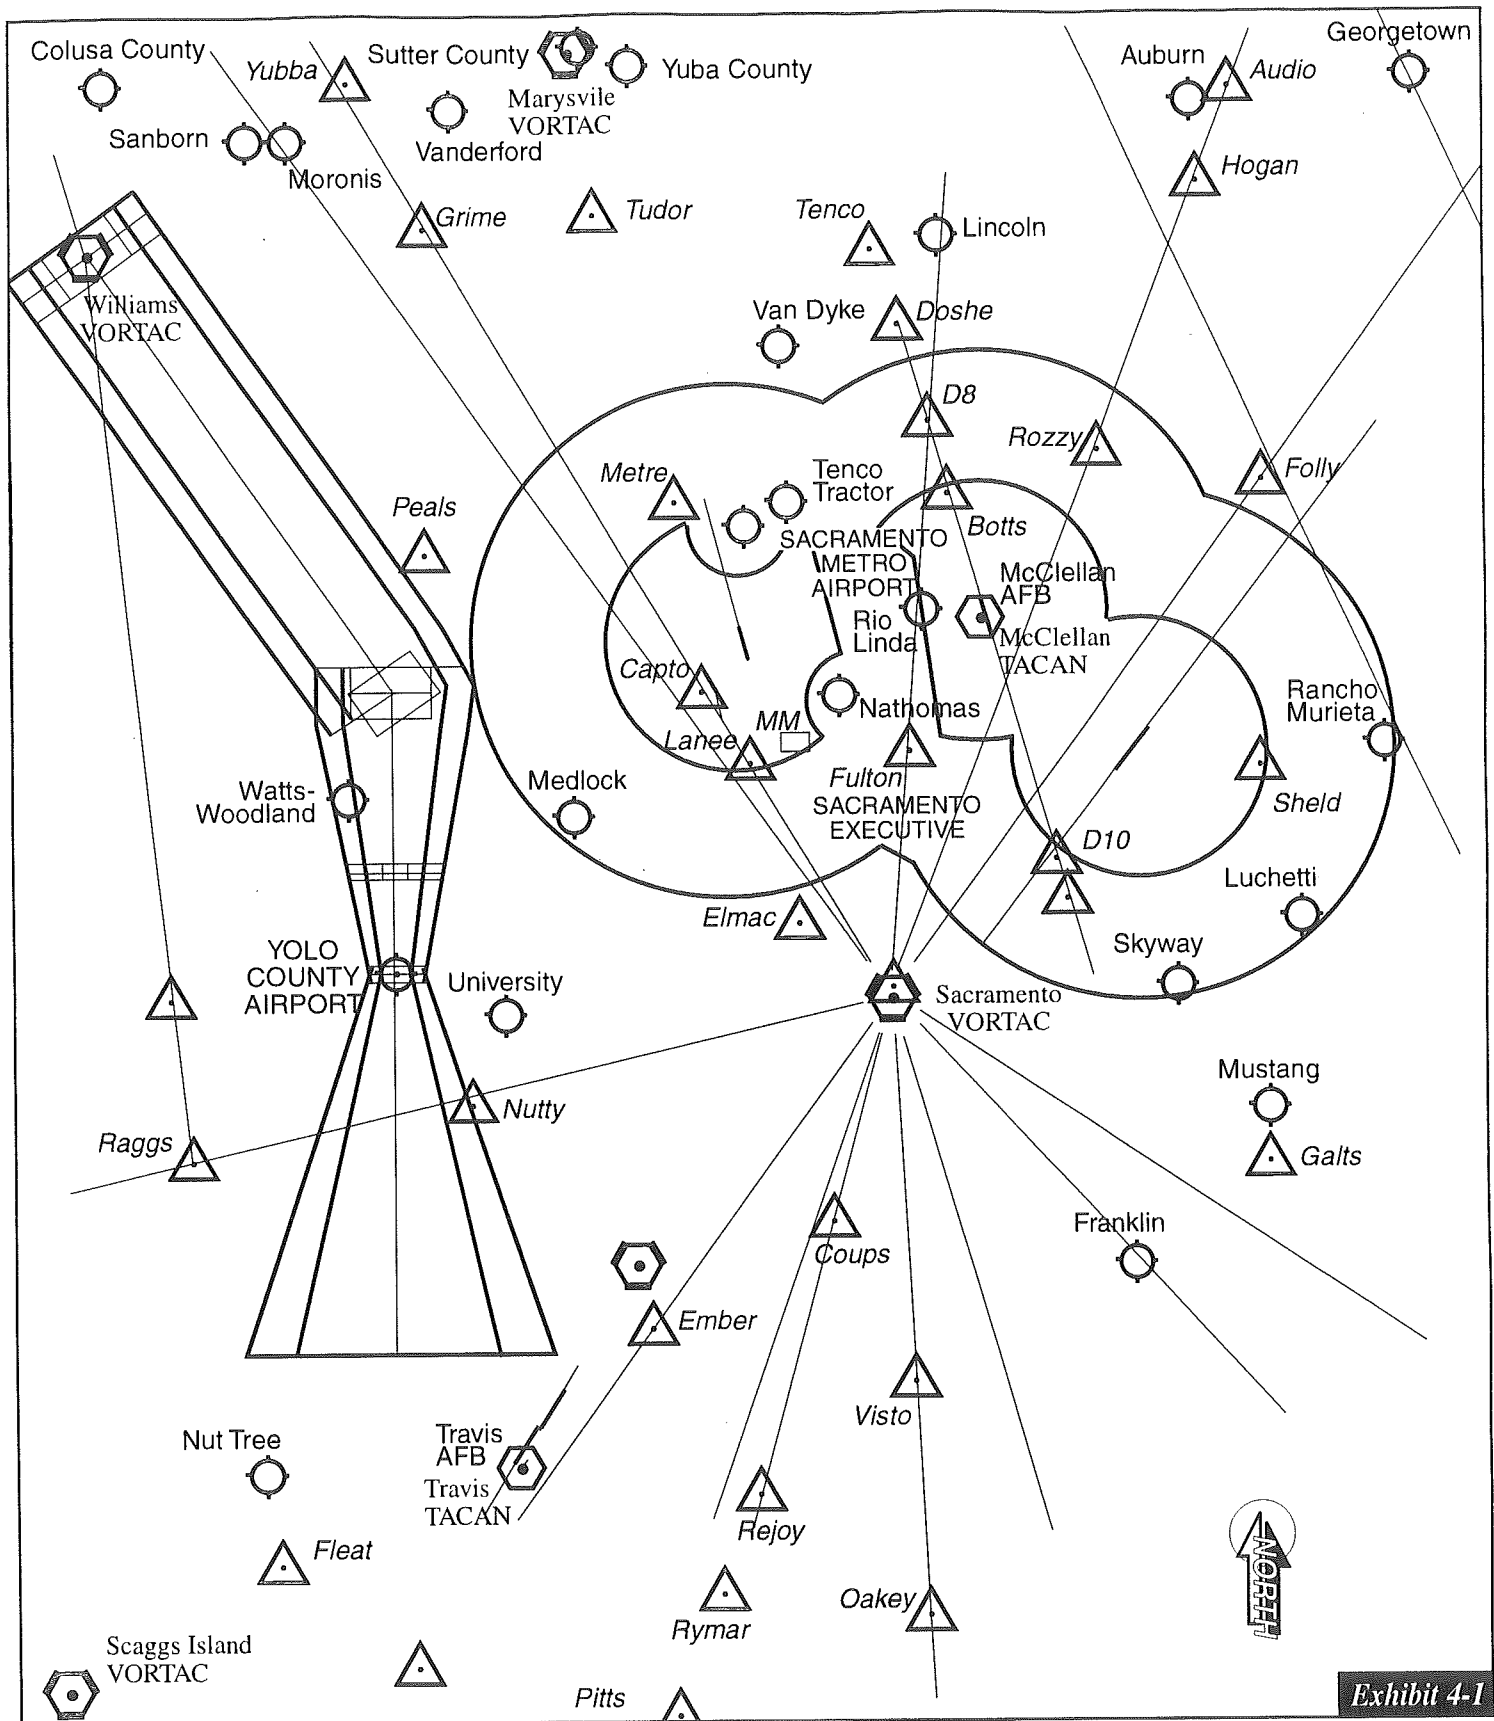 Georgetown
Colusa County
Sutter County
Auburn
Yubba
Yuba County
Audio
Marysvile
VORTAC
Sanborn
Vanderford
Moronis
Hogan
Grime
Tudor
Tenco
Lincoln
Williams
VORTAC
Van Dyke
Doshe
D8
Rozzy
Metre
Tenco
Tractor
Folly
Peals
Botts
SACRAMENTO
METRO
AIRPORT
McClellan
AFB
Rio
Linda
McClellan
TACAN
Capto
Rancho
Murieta
Nathomas
MM
Lanee
Medlock
Fulton
Watts-
Woodland
Sheld
SACRAMENTO
EXECUTIVE
D10
Luchetti
Elmac
Skyway
YOLO
COUNTY
AIRPORT
University
Sacramento
VORTAC
Mustang
Nutty
Raggs
Galts
Franklin
Coups
Ember
Visto
Nut Tree
Travis
AFB
Travis
TACAN
Rejoy
Fleat
NORTH
Oakey
Rymar
Scaggs Island
VORTAC
Pitts
Exhibit 4-1